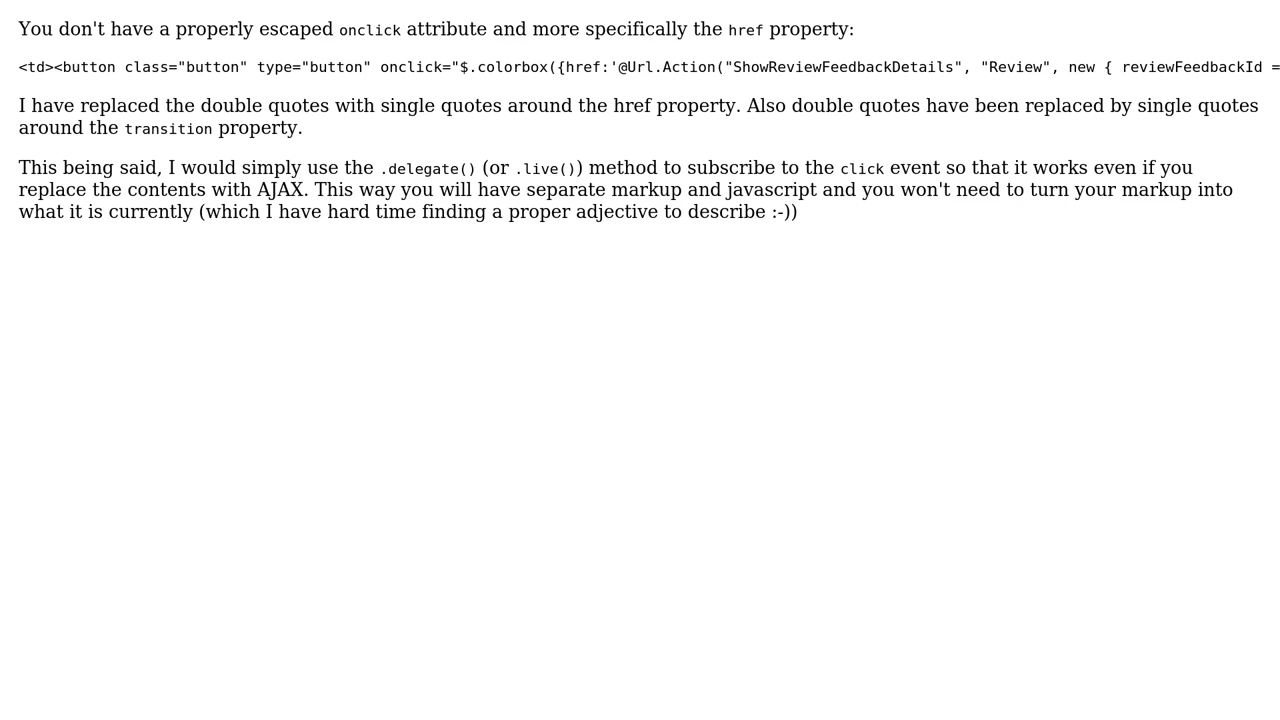 You don't have a properly escaped onclick attribute and more specifically the href property:
<td><button class="button" type="button" onclick="$.colorbox({href:'@Url.Action("ShowReviewFeedbackDetails", "Review", new { reviewFeedbackId =
I have replaced the double quotes with single quotes around the href property. Also double quotes have been replaced by single quotes
around the transition property.
This being said, I would simply use the .delegate() (or .live()) method to subscribe to the click event so that it works even if you
replace the contents with AJAX. This way you will have separate markup and javascript and you won't need to turn your markup into
what it is currently (which I have hard time finding a proper adjective to describe :-))